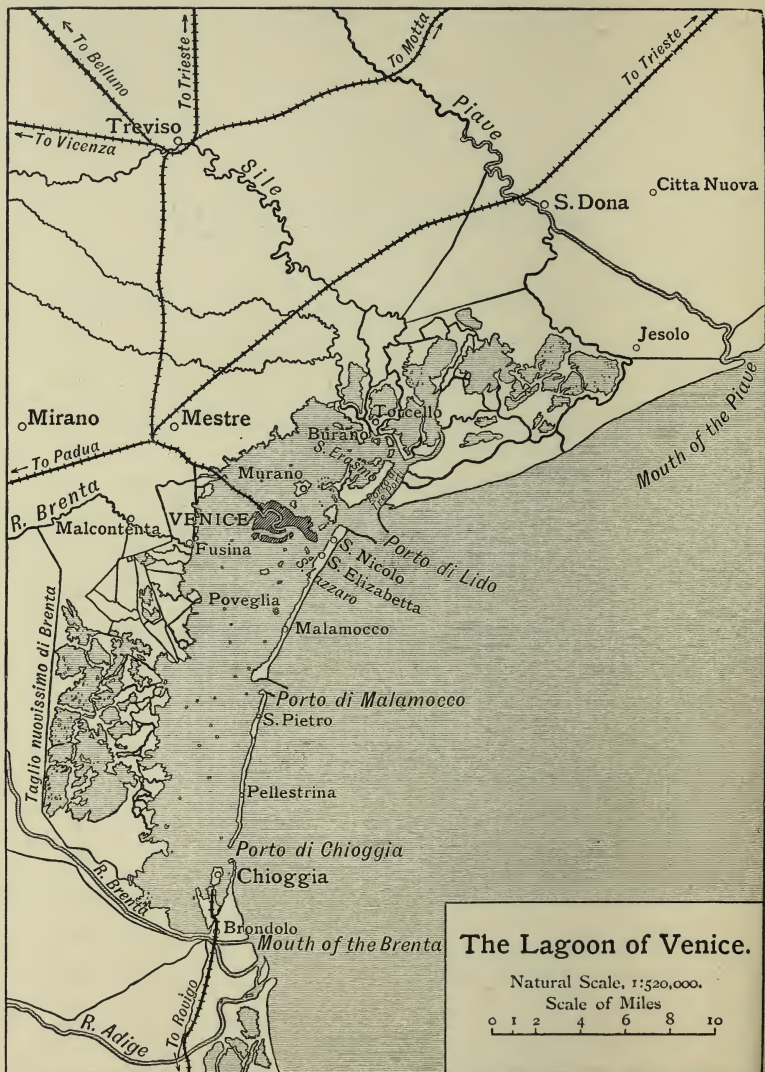 To Belluno
To Trieste
To Motta
To Trieste
Treviso
To Vicenza
Sile
Piave
S. Dona
Citta Nuova
Jesolo
Mouth of the Piave
Mirano
Mestre
To Padua
Torcello
Burano
S. Erasmo
Murano
R. Brenta
Malcontenta
VENICE
Fusina
Porto di Lido
S. Nicolo
S. Elizabetta
S. Lazzaro
Poveglia
Malamocco
Taglio nuovissimo di Brenta
Porto di Malamocco
S. Pietro
Pellestrina
Porto di Chioggia
Chioggia
R. Brenta
Brondolo
Mouth of the Brenta
To Rovigo
R. Adige
The Lagoon of Venice.
Natural Scale, 1:520,000.
Scale of Miles
0 1 2 4 6 8 10